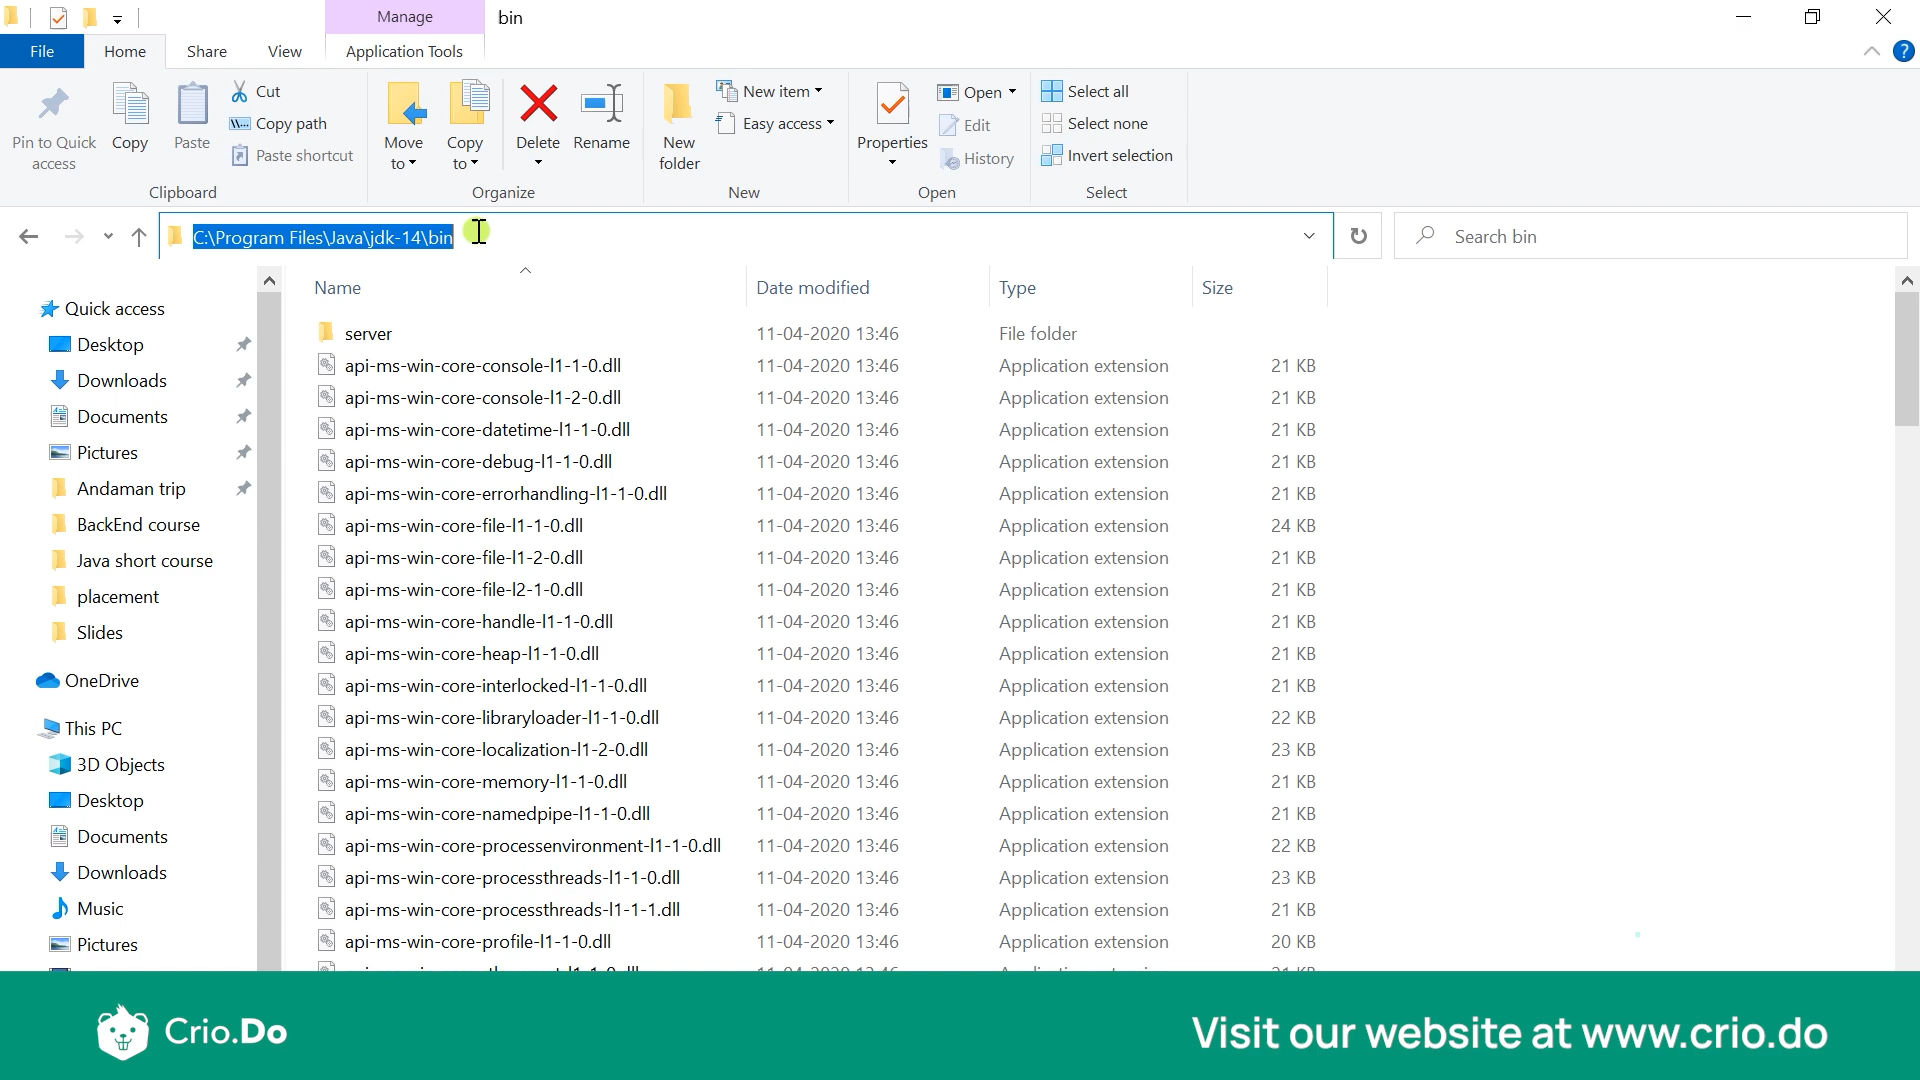 Manage
bin
File
Home
Share
View
Application Tools
?
Pin to Quick access
Copy
Paste
Cut
Copy path
Paste shortcut
Clipboard
Move to
Copy to
Delete
Rename
Organize
New folder
New item
Easy access
New
Properties
Open
Edit
History
Open
Select all
Select none
Invert selection
Select
C:\Program Files\Java\jdk-14\bin
Search bin
Quick access
Desktop
Downloads
Documents
Pictures
Andaman trip
BackEnd course
Java short course
placement
Slides
OneDrive
This PC
3D Objects
Desktop
Documents
Downloads
Music
Pictures
Name Date modified Type Size
server 11-04-2020 13:46 File folder
api-ms-win-core-console-l1-1-0.dll 11-04-2020 13:46 Application extension 21 KB
api-ms-win-core-console-l1-2-0.dll 11-04-2020 13:46 Application extension 21 KB
api-ms-win-core-datetime-l1-1-0.dll 11-04-2020 13:46 Application extension 21 KB
api-ms-win-core-debug-l1-1-0.dll 11-04-2020 13:46 Application extension 21 KB
api-ms-win-core-errorhandling-l1-1-0.dll 11-04-2020 13:46 Application extension 21 KB
api-ms-win-core-file-l1-1-0.dll 11-04-2020 13:46 Application extension 24 KB
api-ms-win-core-file-l1-2-0.dll 11-04-2020 13:46 Application extension 21 KB
api-ms-win-core-file-l2-1-0.dll 11-04-2020 13:46 Application extension 21 KB
api-ms-win-core-handle-l1-1-0.dll 11-04-2020 13:46 Application extension 21 KB
api-ms-win-core-heap-l1-1-0.dll 11-04-2020 13:46 Application extension 21 KB
api-ms-win-core-interlocked-l1-1-0.dll 11-04-2020 13:46 Application extension 21 KB
api-ms-win-core-libraryloader-l1-1-0.dll 11-04-2020 13:46 Application extension 22 KB
api-ms-win-core-localization-l1-2-0.dll 11-04-2020 13:46 Application extension 23 KB
api-ms-win-core-memory-l1-1-0.dll 11-04-2020 13:46 Application extension 21 KB
api-ms-win-core-namedpipe-l1-1-0.dll 11-04-2020 13:46 Application extension 21 KB
api-ms-win-core-processenvironment-l1-1-0.dll 11-04-2020 13:46 Application extension 22 KB
api-ms-win-core-processthreads-l1-1-0.dll 11-04-2020 13:46 Application extension 23 KB
api-ms-win-core-processthreads-l1-1-1.dll 11-04-2020 13:46 Application extension 21 KB
api-ms-win-core-profile-l1-1-0.dll 11-04-2020 13:46 Application extension 20 KB
Crio.Do
Visit our website at www.crio.do